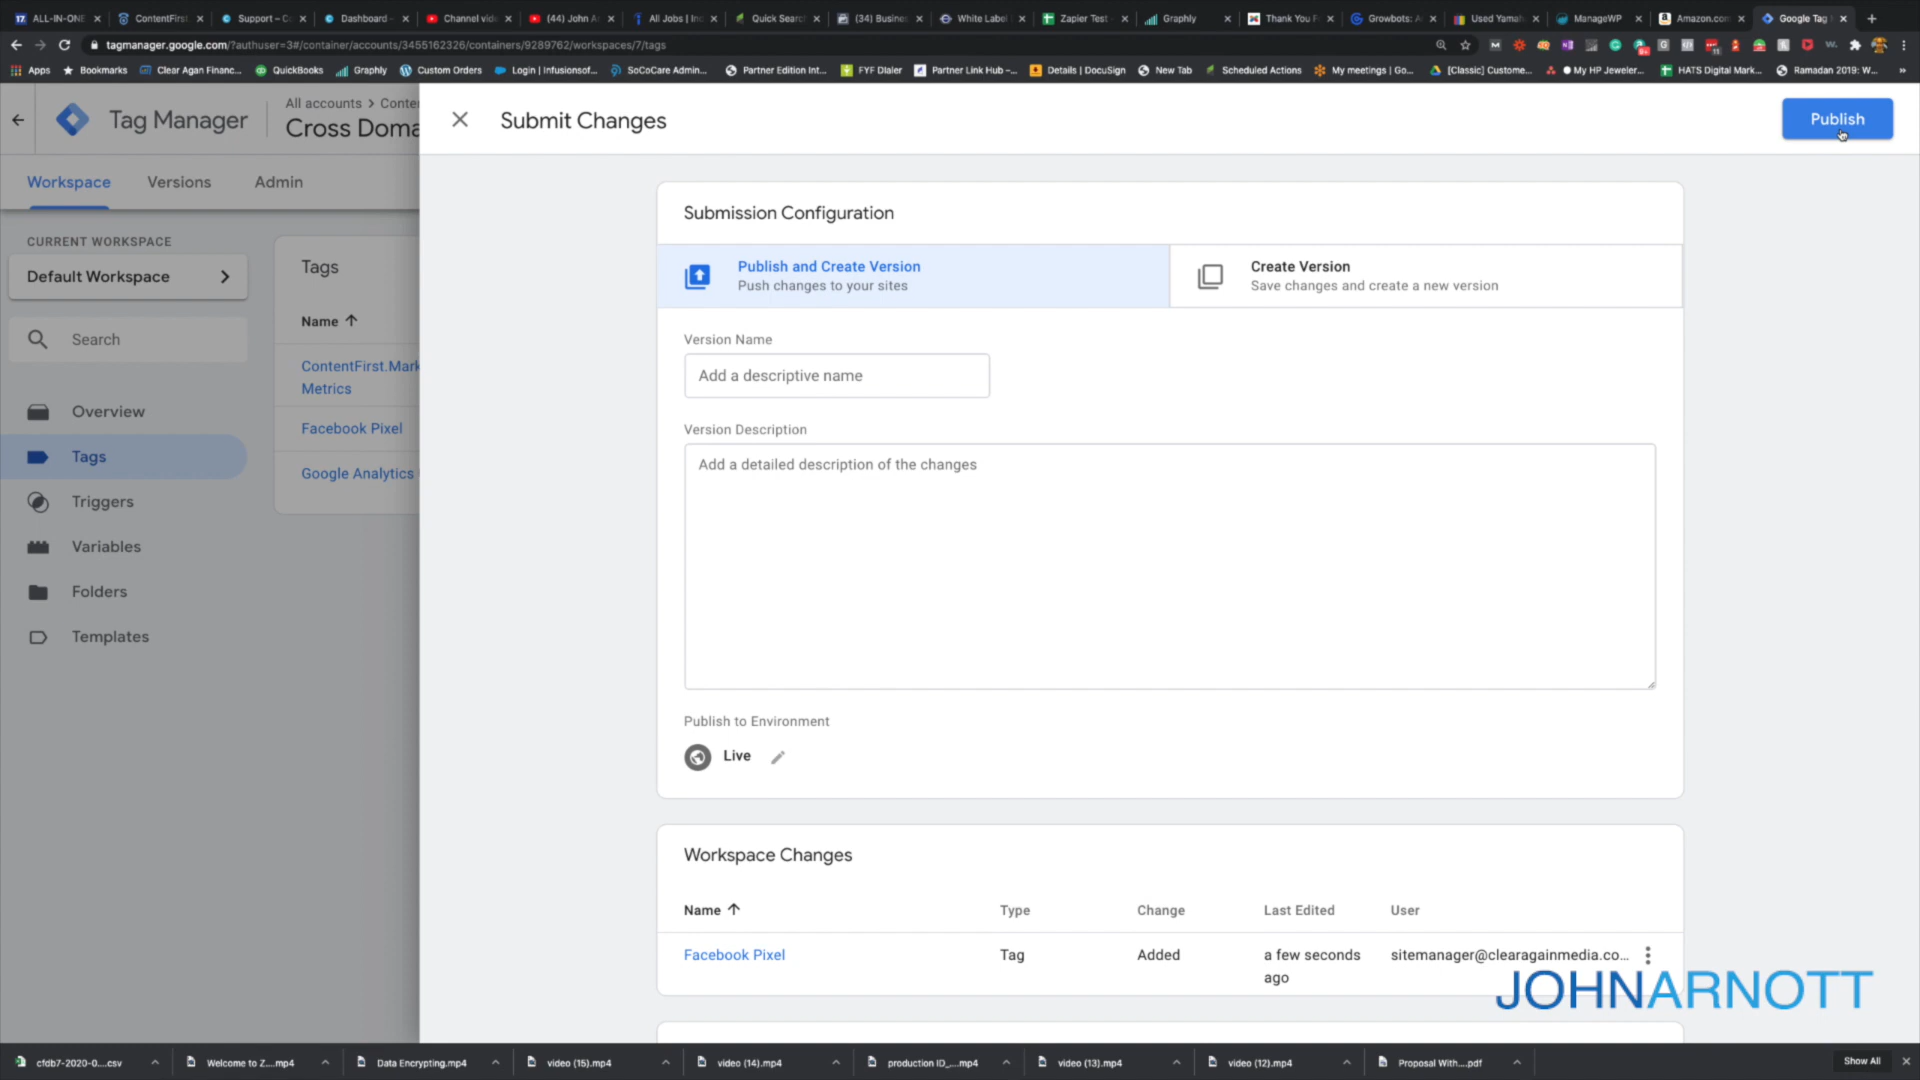 ALL-IN-ONE
ContentFirst
Support – C
Dashboard
Channel vide
(44) John A
All Jobs | In
Quick Searc
(34) Busine
White Label
Zapier Test -
Graphly
Thank You F
Growbots: A
Used Yamah
ManageWP
Amazon.com
Google Tag
tagmanager.google.com/?authuser=3#/container/accounts/3455162326/containers/9289762/workspaces/7/tags
Apps
Bookmarks
Clear Agan Financ...
QuickBooks
Graphly
Custom Orders
Login | Infusionsof...
SoCoCare Admin...
Partner Edition Int...
FYF Dialer
Partner Link Hub –...
Details | DocuSign
New Tab
Scheduled Actions
My meetings | Go...
[Classic] Custome...
My HP Jeweler...
HATS Digital Mark...
Ramadan 2019: W...
Tag Manager
All accounts > Conte
Cross Doma
Submit Changes
Publish
Workspace
Versions
Admin
CURRENT WORKSPACE
Default Workspace
Search
Overview
Tags
Triggers
Variables
Folders
Templates
Tags
Name
ContentFirst.Mark
Metrics
Facebook Pixel
Google Analytics
Submission Configuration
Publish and Create Version
Push changes to your sites
Create Version
Save changes and create a new version
Version Name
Add a descriptive name
Version Description
Add a detailed description of the changes
Publish to Environment
Live
Workspace Changes
Name
Type
Change
Last Edited
User
Facebook Pixel
Tag
Added
a few seconds
ago
sitemanager@clearagainmedia.co...
JOHNARNOTT
cfdb7-2020-0....csv
Welcome to Z....mp4
Data Encrypting.mp4
video (15).mp4
video (14).mp4
production ID_...mp4
video (13).mp4
video (12).mp4
Proposal With....pdf
Show All